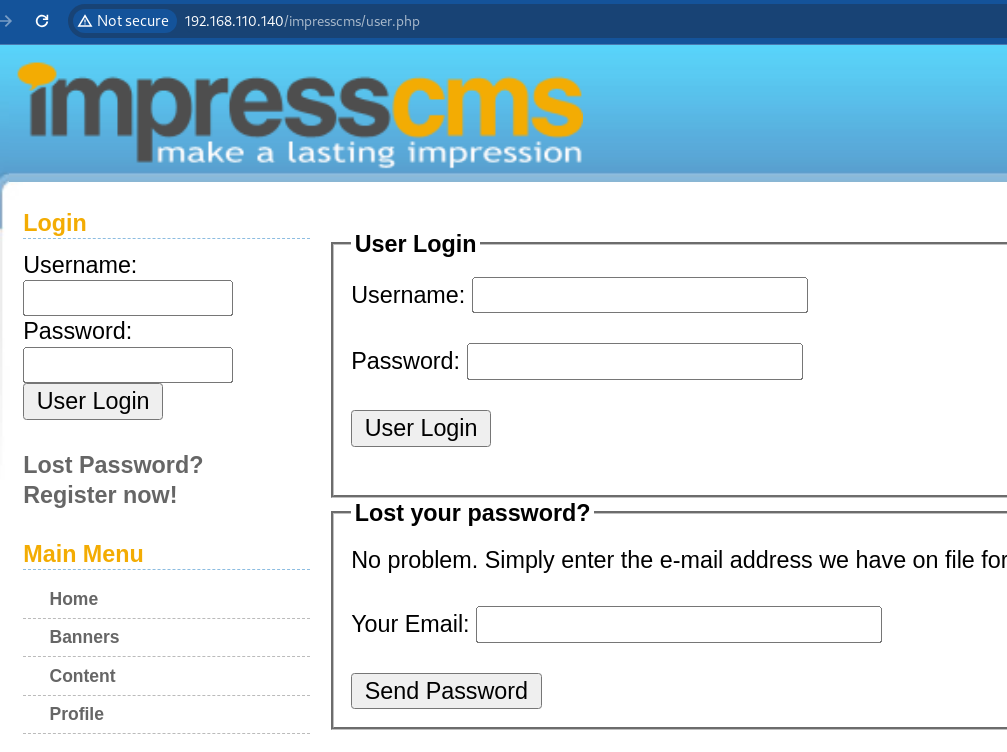 Not secure 192.168.110.140/impresscms/user.php
impresscms
make a lasting impression
Login
Username:
Password:
User Login
Lost Password?
Register now!
Main Menu
Home
Banners
Content
Profile
User Login
Username:
Password:
User Login
Lost your password?
No problem. Simply enter the e-mail address we have on file for
Your Email:
Send Password